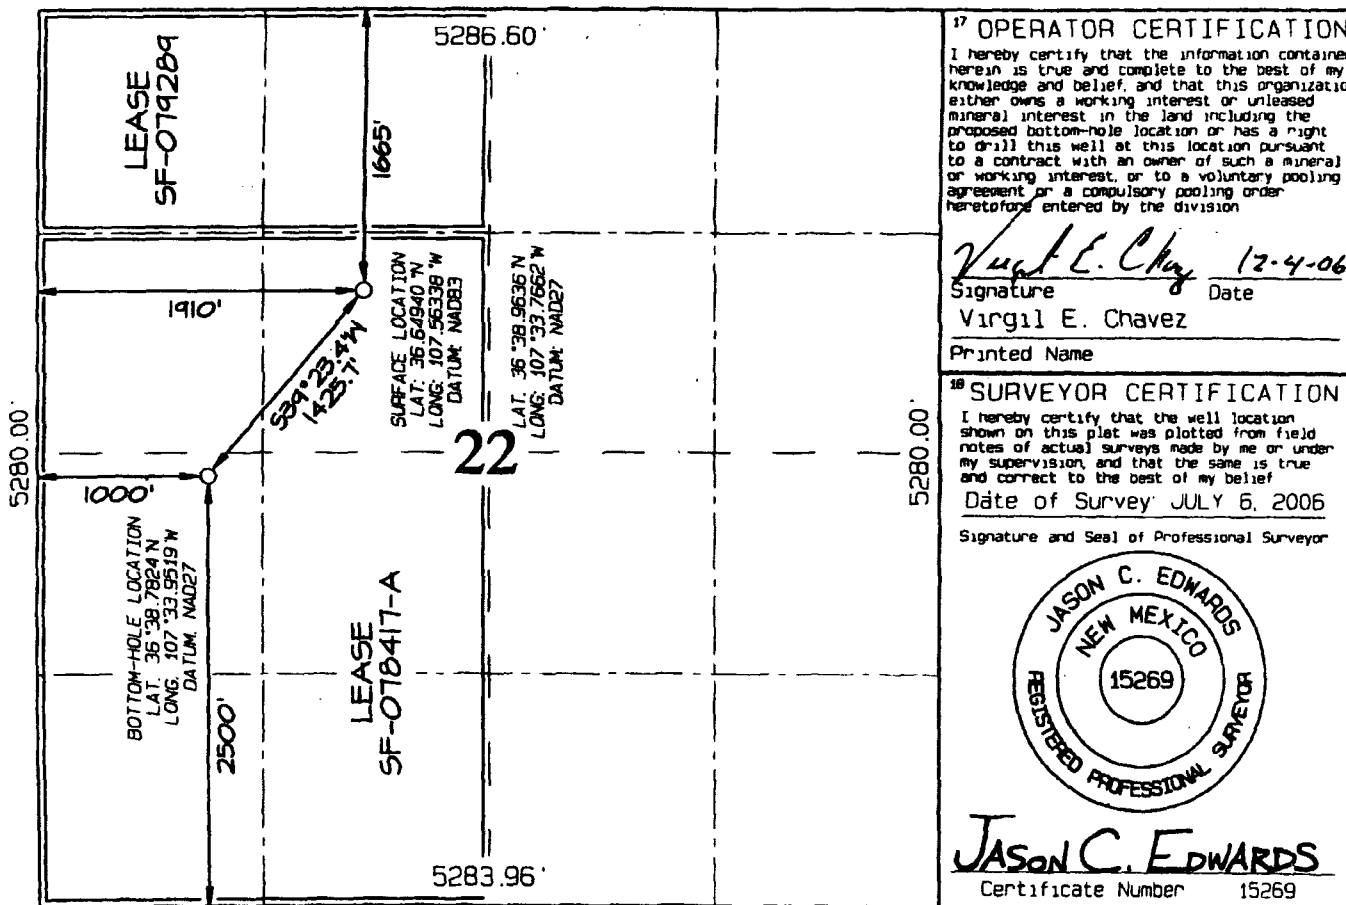 5286.60'
LEASE
SF-079289
1665'
1910'
SURFACE LOCATION
LAT: 36.64940 °N
LONG: 107.56338 °W
DATUM: NAD83
LAT. 36 °38.9636 N
LONG: 107 °33.7662 W
DATUM: NAD27
S39°23.4'W
1425.7'
5280.00'
22
5280.00'
1000'
BOTTOM-HOLE LOCATION
LAT. 36 °38.7824 N
LONG. 107 °33.9519 W
DATUM. NAD27
2500'
LEASE
SF-078417-A
5283.96'
17 OPERATOR CERTIFICATION
I hereby certify that the information containe
herein is true and complete to the best of my
knowledge and belief, and that this organizatio
either owns a working interest or unleased
mineral interest in the land including the
proposed bottom-hole location or has a right
to drill this well at this location pursuant
to a contract with an owner of such a mineral
or working interest, or to a voluntary pooling
agreement or a compulsory pooling order
heretofore entered by the division
Virgil E. Chavez 12-4-06
Signature Date
Virgil E. Chavez
Printed Name
18 SURVEYOR CERTIFICATION
I hereby certify that the well location
shown on this plat was plotted from field
notes of actual surveys made by me or under
my supervision, and that the same is true
and correct to the best of my belief
Date of Survey JULY 6, 2006
Signature and Seal of Professional Surveyor
JASON C. EDWARDS
NEW MEXICO
15269
REGISTERED PROFESSIONAL SURVEYOR
JASON C. EDWARDS
Certificate Number 15269